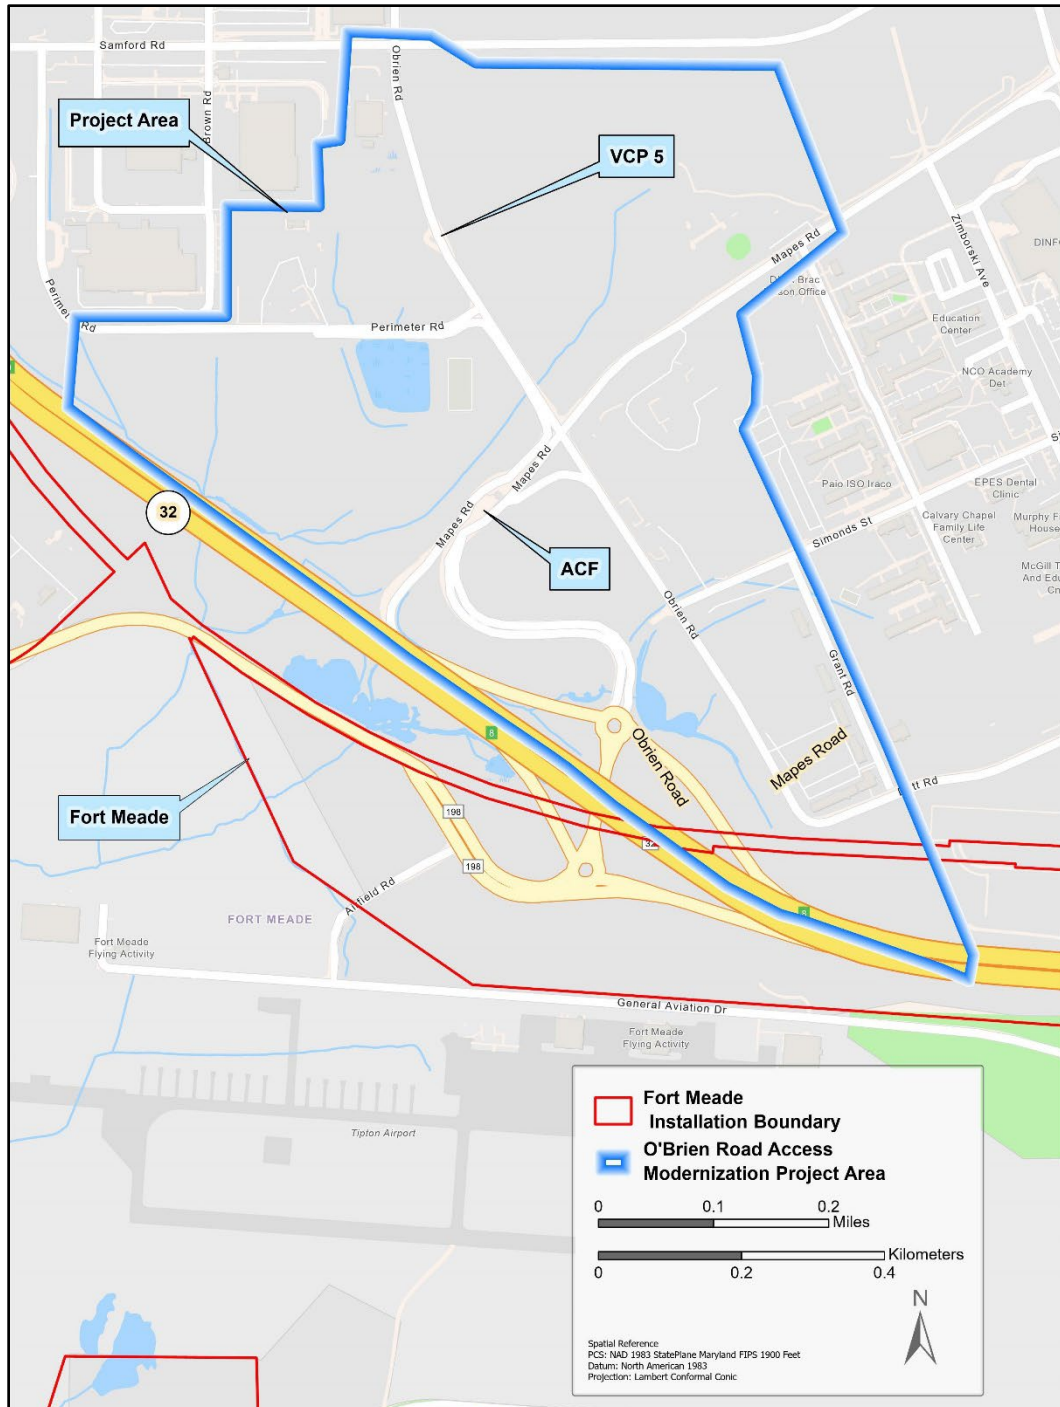 Samford Rd
Obrien Rd
Brown Rd
Project Area
VCP 5
Mapes Rd
Zimborski Ave
Perimeter Rd
Education
Center
NCO Academy
Det
Mapes Rd
Mapes Rd
32
ACF
Paio ISO Iraco
EPES Dental
Clinic
Calvary Chapel
Family Life
Center
Simonds St
Obrien Rd
Grant Rd
8
Obrien Road
Mapes Road
Fort Meade
198
198
32
8
Airfield Rd
FORT MEADE
Fort Meade
Flying Activity
General Aviation Dr
Fort Meade
Flying Activity
Tipton Airport
Fort Meade
Installation Boundary
O'Brien Road Access
Modernization Project Area
0 0.1 0.2
Miles
Kilometers
0 0.2 0.4
N
Spatial Reference
PCS: NAD 1983 StatePlane Maryland FIPS 1900 Feet
Datum: North American 1983
Projection: Lambert Conformal Conic